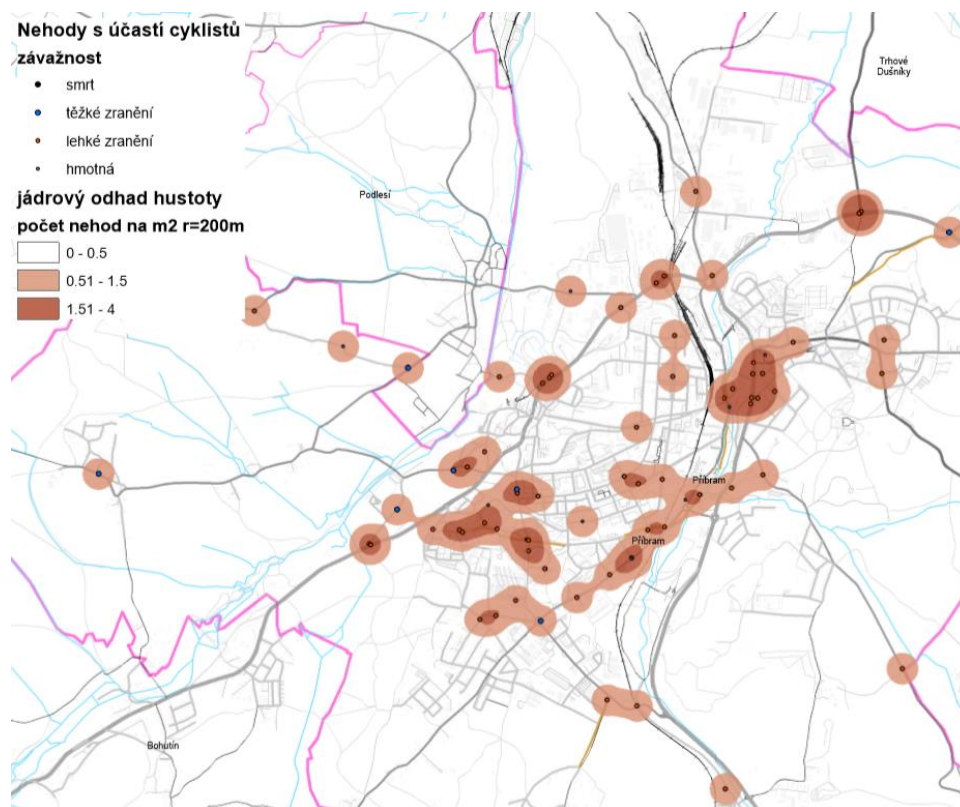 Nehody s účastí cyklistů
závažnost
smrt
těžké zranění
lehké zranění
hmotná
jádrový odhad hustoty
počet nehod na m2 r=200m
0 - 0.5
0.51 - 1.5
1.51 - 4
Trhové
Dušníky
Podlesí
Příbram
Příbram
Bohutín